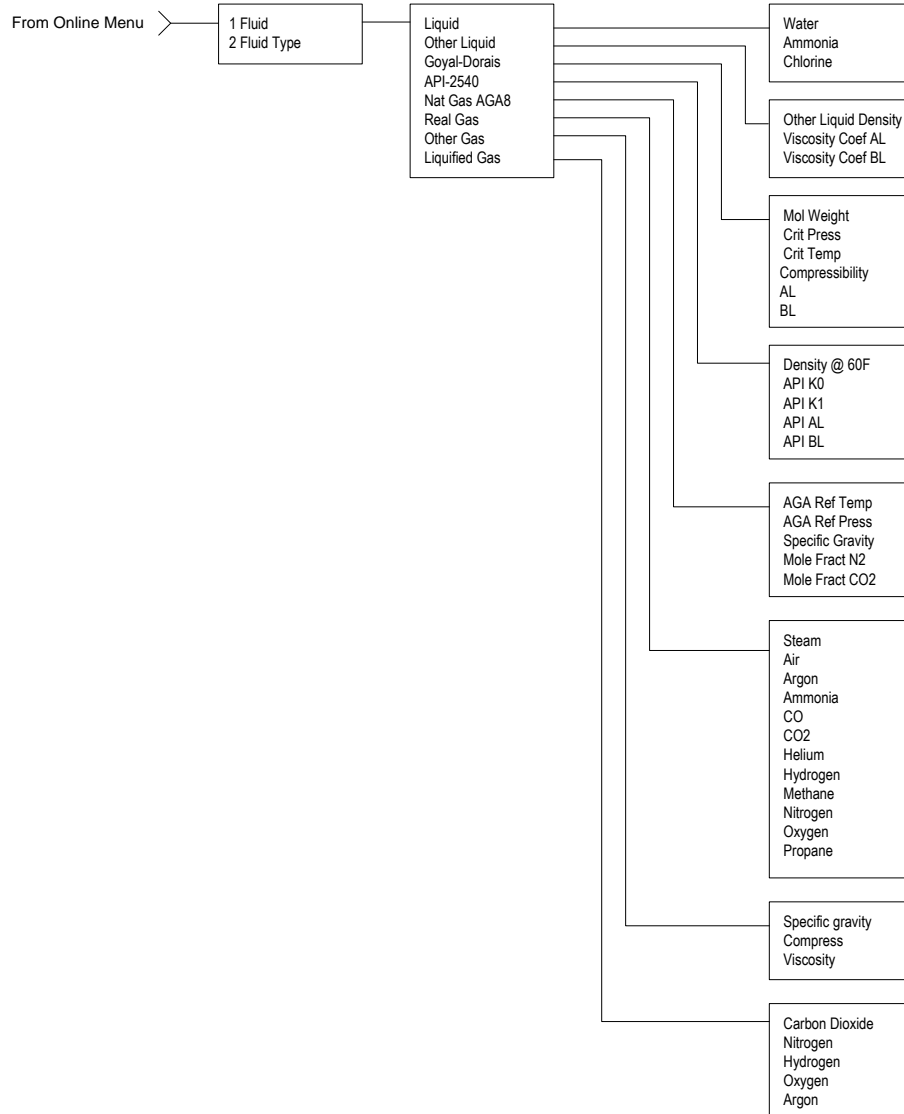 From Online Menu
1 Fluid
2 Fluid Type
Liquid
Other Liquid
Goyal-Dorais
API-2540
Nat Gas AGA8
Real Gas
Other Gas
Liquified Gas
Water
Ammonia
Chlorine
Other Liquid Density
Viscosity Coef AL
Viscosity Coef BL
Mol Weight
Crit Press
Crit Temp
Compressibility
AL
BL
Density @ 60F
API K0
API K1
API AL
API BL
AGA Ref Temp
AGA Ref Press
Specific Gravity
Mole Fract N2
Mole Fract CO2
Steam
Air
Argon
Ammonia
CO
CO2
Helium
Hydrogen
Methane
Nitrogen
Oxygen
Propane
Specific gravity
Compress
Viscosity
Carbon Dioxide
Nitrogen
Hydrogen
Oxygen
Argon